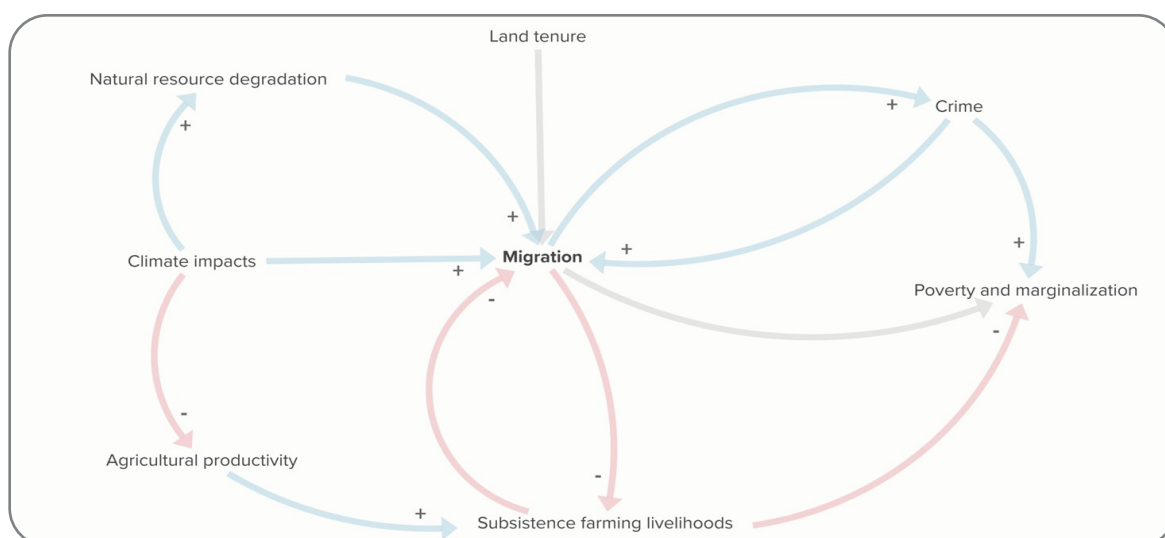 Land tenure
Natural resource degradation
+
Crime
+
+
+
+
Climate impacts
+
Migration
-
Poverty and marginalization
-
-
Agricultural productivity
-
+
Subsistence farming livelihoods